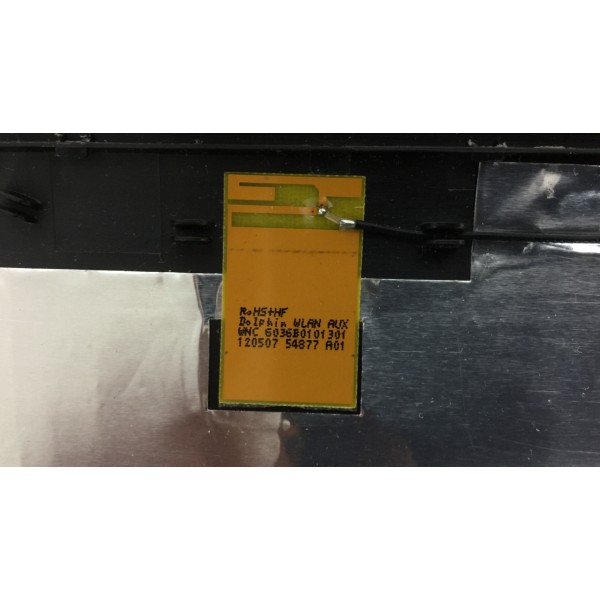 RoHS+HF
Dolphin WLAN AUX
WNC 6036B0101301
120507 54877 A01